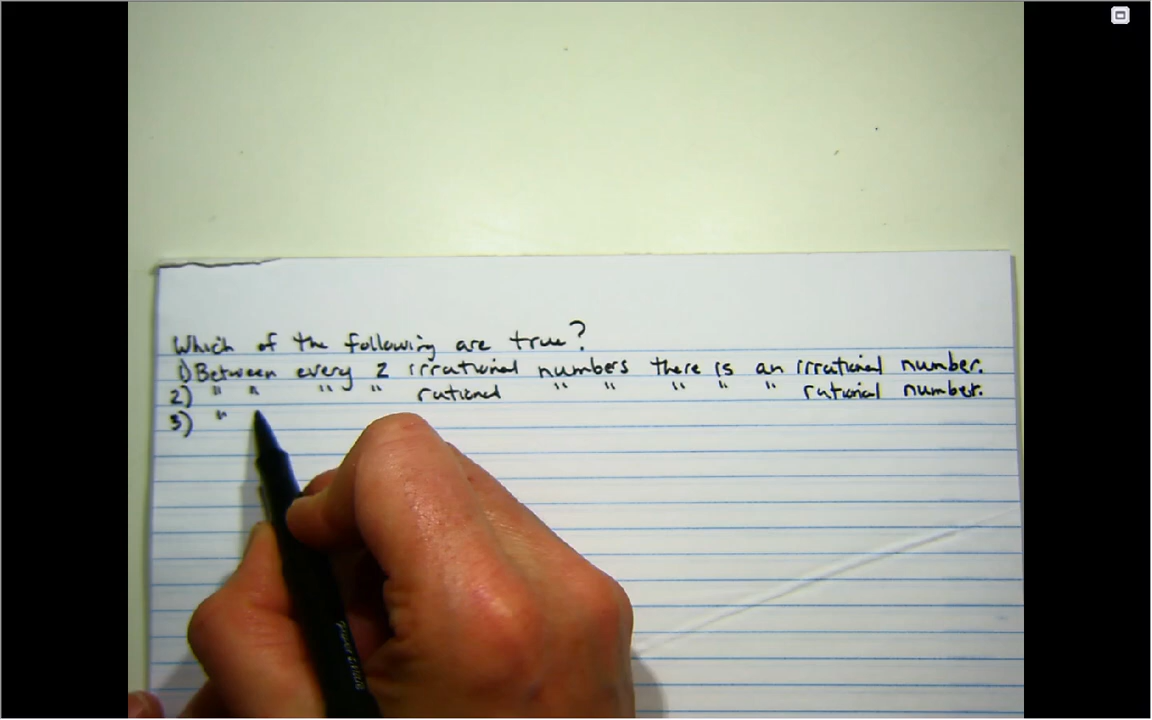 Which of the following are true?
1) Between every 2 irrational numbers there is an irrational number.
2) " " " " rational " " " " " rational number.
3) "